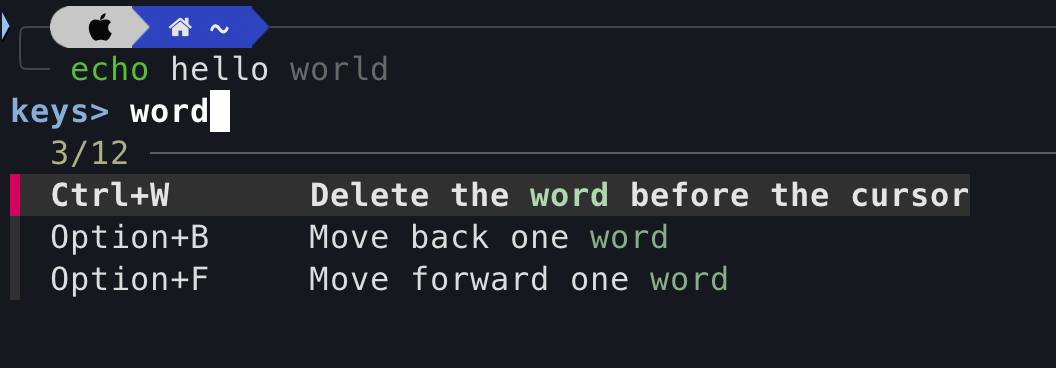 ~
echo hello world
keys> word
3/12
Ctrl+W Delete the word before the cursor
Option+B Move back one word
Option+F Move forward one word